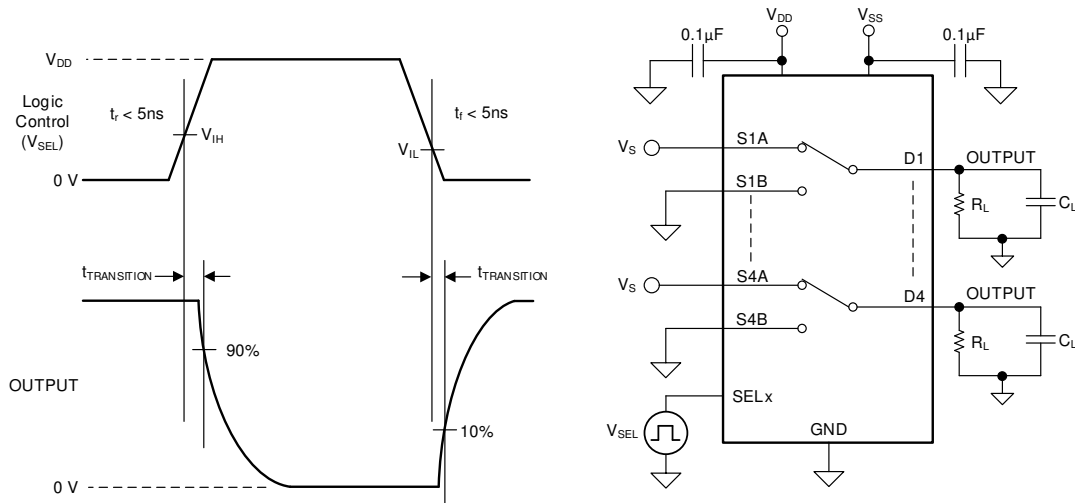 V_DD
Logic
Control
(V_SEL)
0 V
t_r < 5ns
V_IH
V_IL
t_f < 5ns
t_TRANSITION
t_TRANSITION
90%
OUTPUT
10%
0 V
V_DD
V_SS
0.1µF
0.1µF
V_S
S1A
D1
OUTPUT
S1B
R_L
C_L
V_S
S4A
D4
OUTPUT
S4B
R_L
C_L
SELx
V_SEL
GND